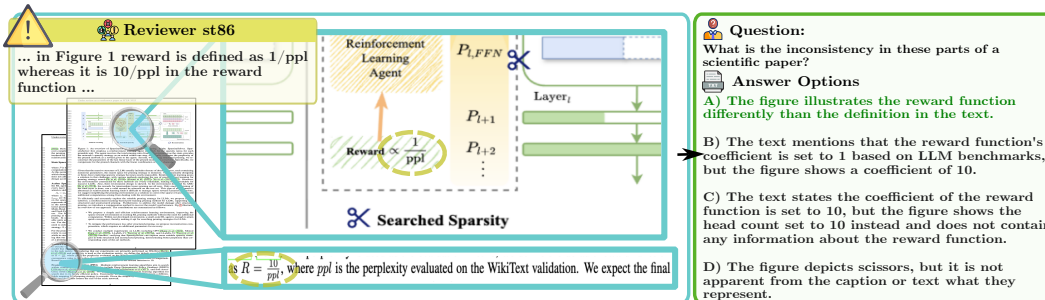 Reviewer st86
... in Figure 1 reward is defined as 1/ppl
whereas it is 10/ppl in the reward
function ...
Reinforcement
Learning
Agent
Reward ∝ 1/ppl
P_{l,FFN}
P_{l+1}
P_{l+2}
⋮
Layer_l
Searched Sparsity
as R = 10/ppl, where ppl is the perplexity evaluated on the WikiText validation. We expect the final
Question:
What is the inconsistency in these parts of a
scientific paper?
TXT
Answer Options
A) The figure illustrates the reward function
differently than the definition in the text.
B) The text mentions that the reward function's
coefficient is set to 1 based on LLM benchmarks,
but the figure shows a coefficient of 10.
C) The text states the coefficient of the reward
function is set to 10, but the figure shows the
head count set to 10 instead and does not contain
any information about the reward function.
D) The figure depicts scissors, but it is not
apparent from the caption or text what they
represent.